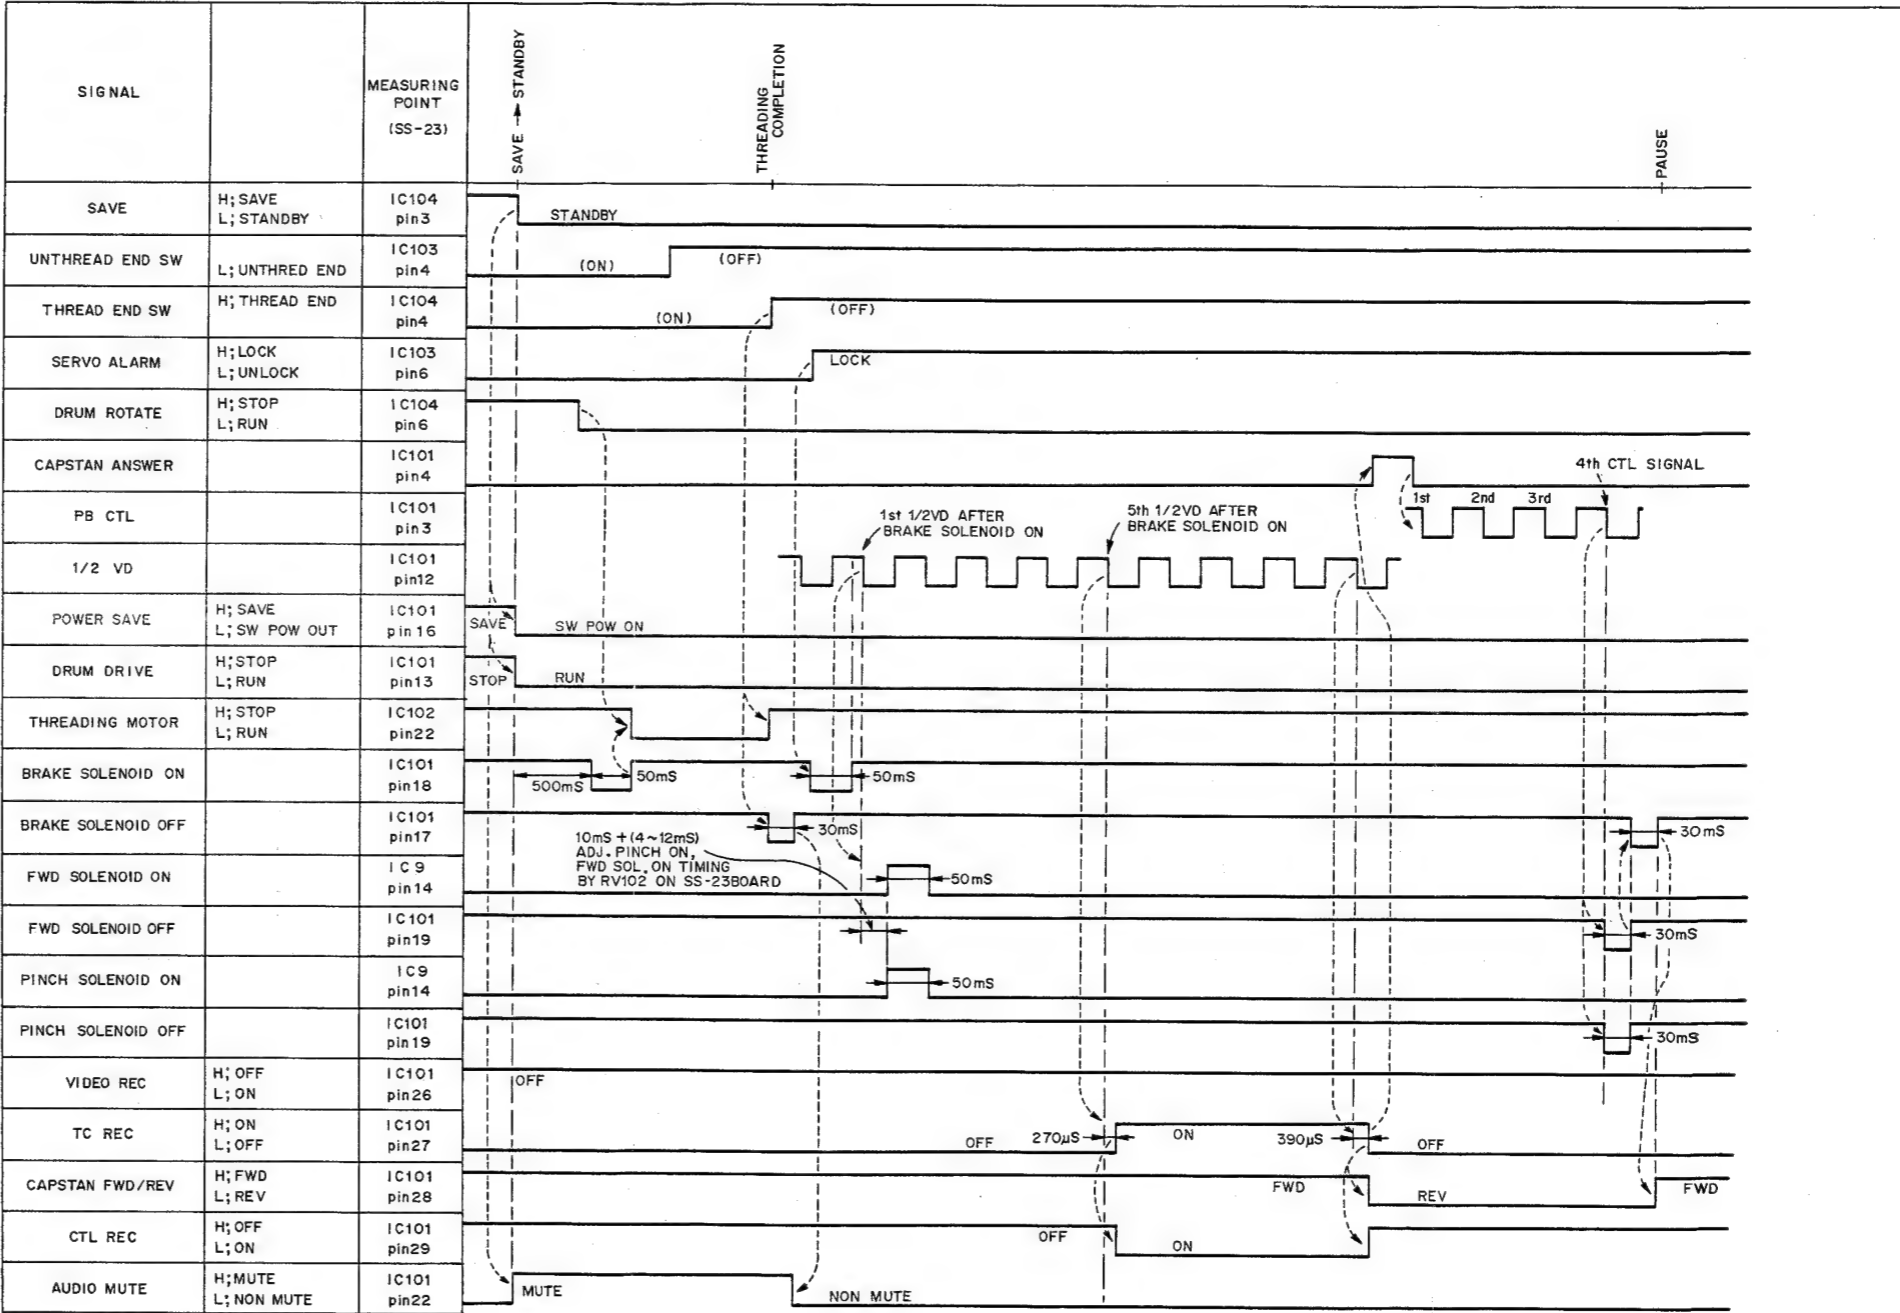 SIGNAL
MEASURING
POINT
(SS-23)
SAVE → STANDBY
THREADING
COMPLETION
PAUSE
SAVE
H; SAVE
L; STANDBY
IC104
pin3
STANDBY
UNTHREAD END SW
L; UNTHRED END
IC103
pin4
(ON)
(OFF)
THREAD END SW
H; THREAD END
IC104
pin4
(ON)
(OFF)
SERVO ALARM
H; LOCK
L; UNLOCK
IC103
pin6
LOCK
DRUM ROTATE
H; STOP
L; RUN
IC104
pin6
CAPSTAN ANSWER
IC101
pin4
4th CTL SIGNAL
PB CTL
IC101
pin3
1st 2nd 3rd
1st 1/2VD AFTER
BRAKE SOLENOID ON
5th 1/2VD AFTER
BRAKE SOLENOID ON
1/2 VD
IC101
pin12
POWER SAVE
H; SAVE
L; SW POW OUT
IC101
pin 16
SAVE
SW POW ON
DRUM DRIVE
H; STOP
L; RUN
IC101
pin13
STOP
RUN
THREADING MOTOR
H; STOP
L; RUN
IC102
pin22
BRAKE SOLENOID ON
IC101
pin18
500mS
50mS
50mS
BRAKE SOLENOID OFF
IC101
pin17
30mS
30mS
10mS + (4~12mS)
ADJ. PINCH ON,
FWD SOL. ON TIMING
BY RV102 ON SS-23BOARD
FWD SOLENOID ON
IC9
pin14
50mS
FWD SOLENOID OFF
IC101
pin19
30mS
PINCH SOLENOID ON
IC9
pin14
50mS
PINCH SOLENOID OFF
IC101
pin19
30mS
VIDEO REC
H; OFF
L; ON
IC101
pin26
OFF
TC REC
H; ON
L; OFF
IC101
pin27
OFF
270μS
ON
390μS
OFF
CAPSTAN FWD/REV
H; FWD
L; REV
IC101
pin28
FWD
REV
FWD
CTL REC
H; OFF
L; ON
IC101
pin29
OFF
ON
AUDIO MUTE
H; MUTE
L; NON MUTE
IC101
pin22
MUTE
NON MUTE